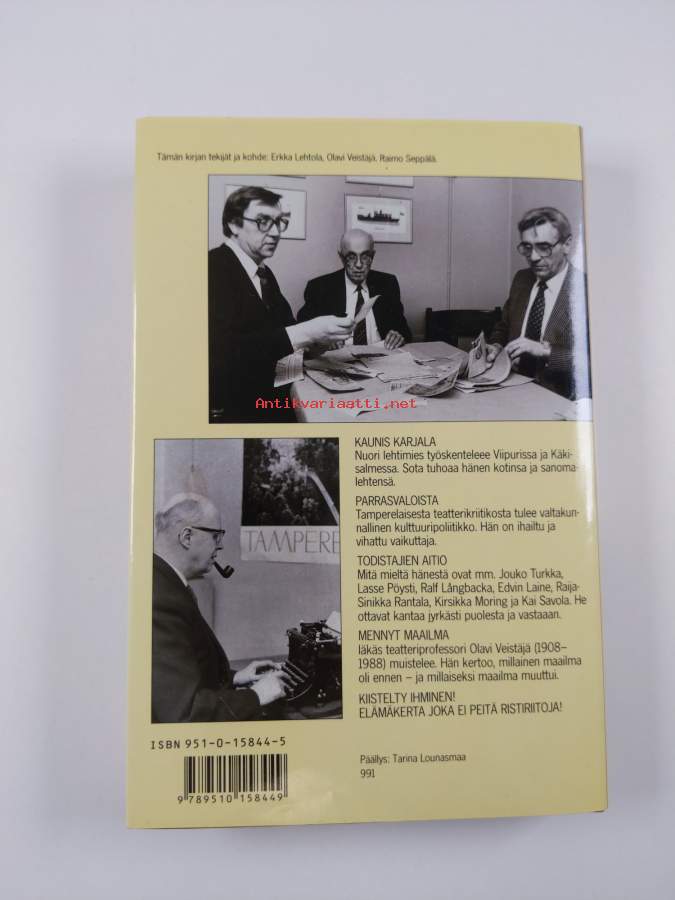 Tämän kirjan tekijät ja kohde: Erkka Lehtola, Olavi Veistäjä, Raimo Seppälä.
Antikvariaatti.net
KAUNIS KARJALA
Nuori lehtimies työskenteleee Viipurissa ja Käki-
salmessa. Sota tuhoaa hänen kotinsa ja sanoma-
lehtensä.
PARRASVALOISTA
Tamperelaisesta teatterikriitikosta tulee valtakun-
nallinen kulttuuripoliitikko. Hän on ihailtu ja
vihattu vaikuttaja.
TAMPERE
TODISTAJIEN AITIO
Mitä mieltä hänestä ovat mm. Jouko Turkka,
Lasse Pöysti, Ralf Långbacka, Edvin Laine, Raija-
Sinikka Rantala, Kirsikka Moring ja Kai Savola. He
ottavat kantaa jyrkästi puolesta ja vastaaan.
MENNYT MAAILMA
Iäkäs teatteriprofessori Olavi Veistäjä (1908–
1988) muistelee. Hän kertoo, millainen maailma
oli ennen – ja millaiseksi maailma muuttui.
KIISTELTY IHMINEN!
ELÄMÄKERTA JOKA EI PEITÄ RISTIRIITOJA!
ISBN 951-0-15844-5
9 789510 158449
Päällys: Tarina Lounasmaa
991